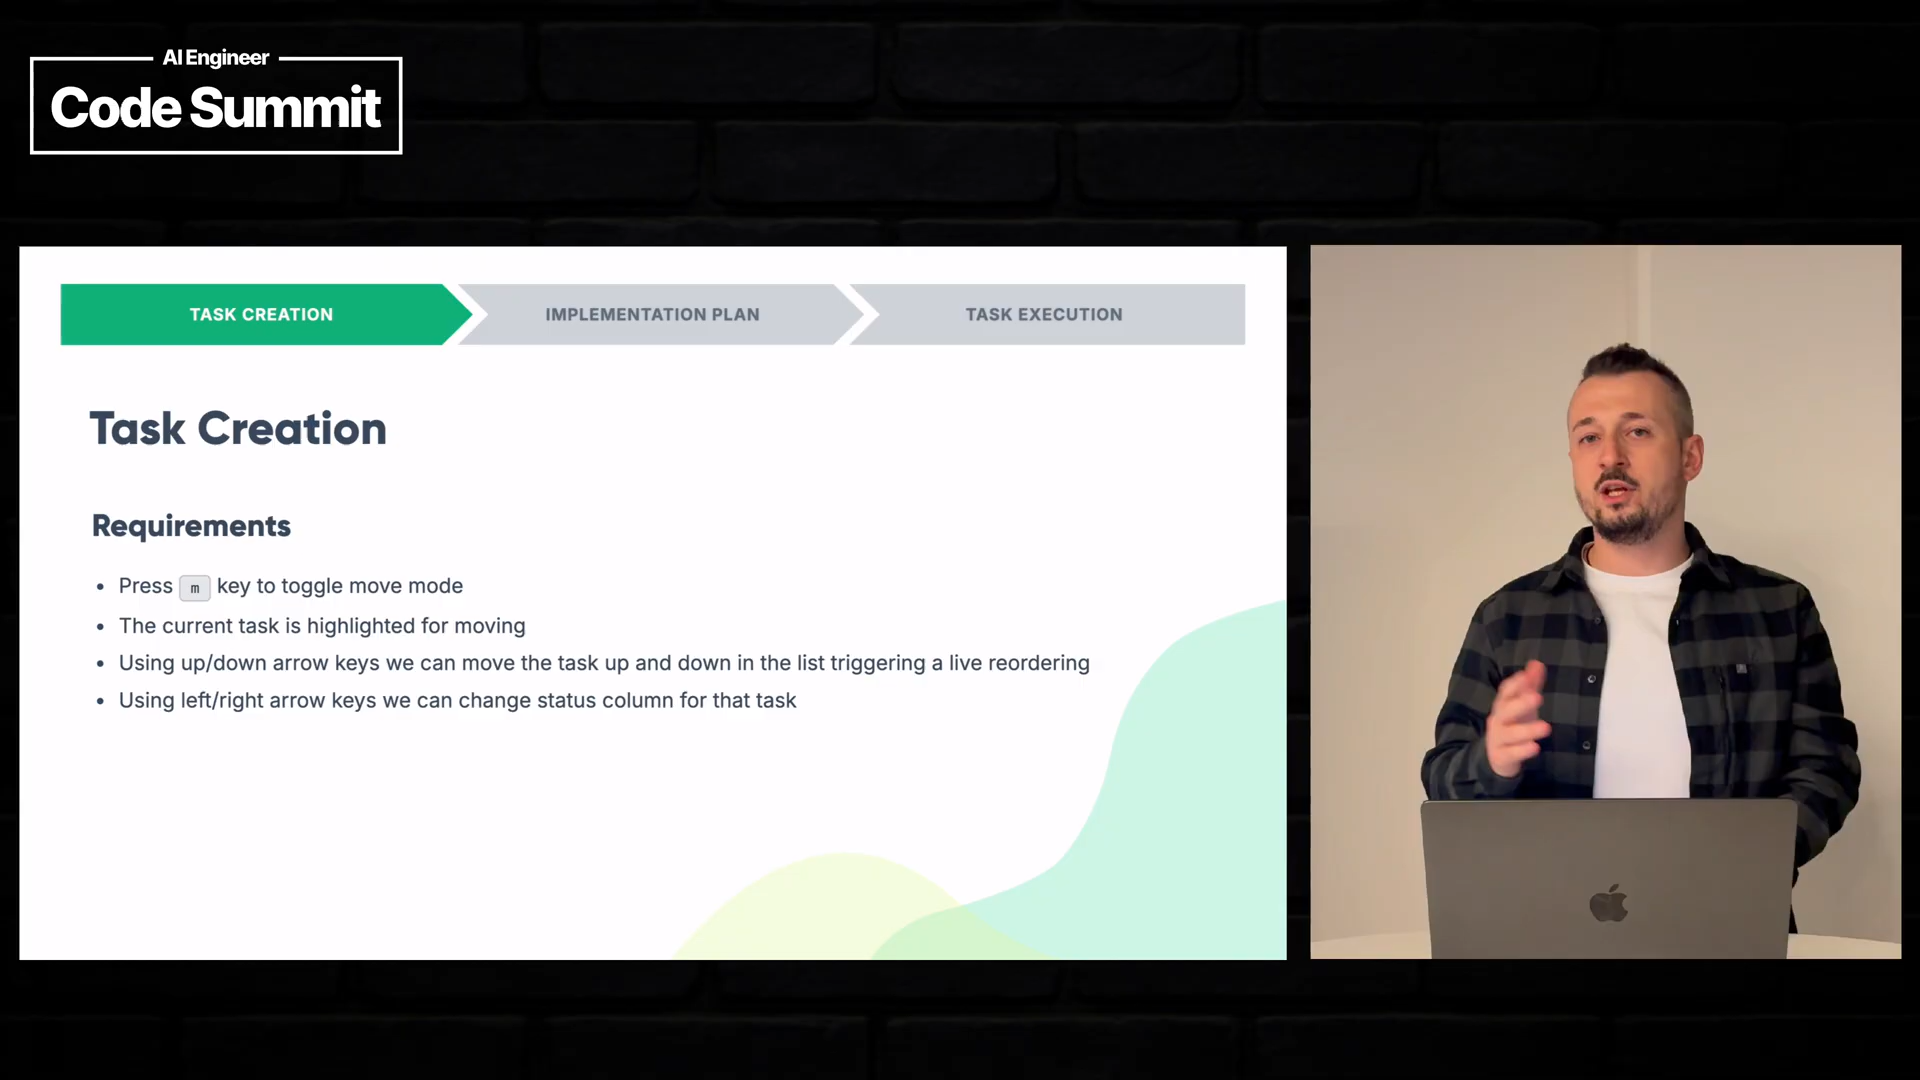 AI Engineer
Code Summit
TASK CREATION
IMPLEMENTATION PLAN
TASK EXECUTION
Task Creation
Requirements
• Press m key to toggle move mode
• The current task is highlighted for moving
• Using up/down arrow keys we can move the task up and down in the list triggering a live reordering
• Using left/right arrow keys we can change status column for that task